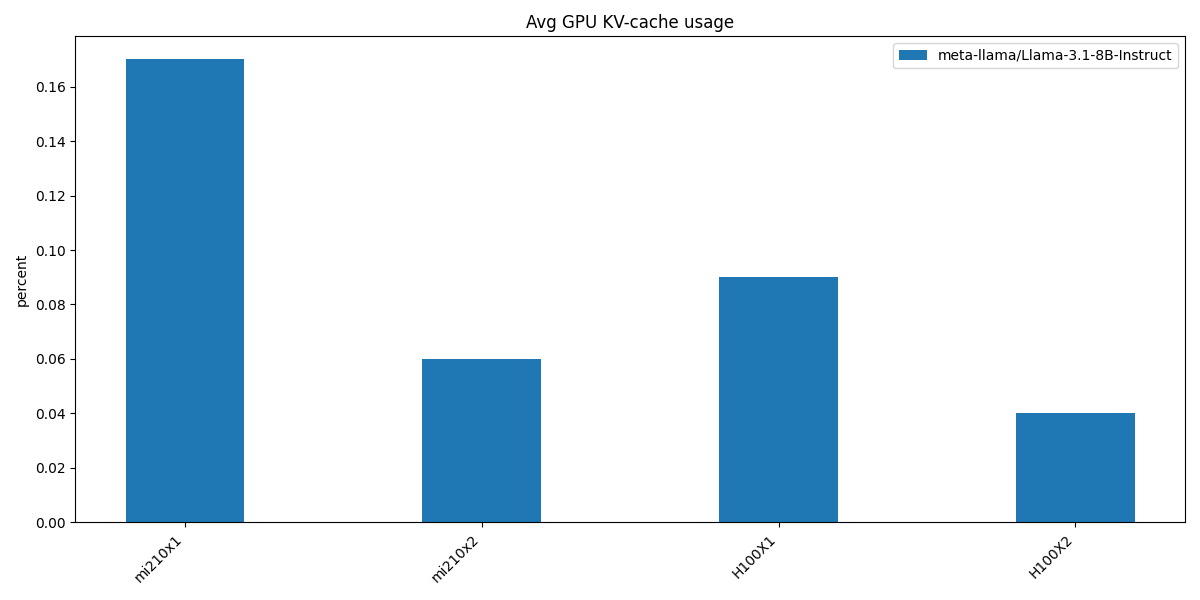 Avg GPU KV-cache usage
meta-llama/Llama-3.1-8B-Instruct
percent
0.16
0.14
0.12
0.10
0.08
0.06
0.04
0.02
0.00
mi210x1
mi210x2
H100X1
H100X2